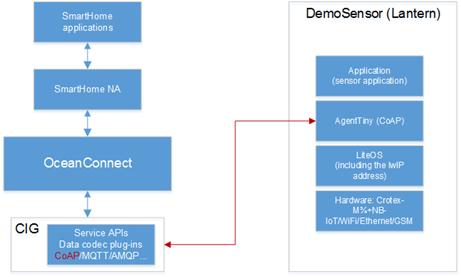 SmartHome
applications
SmartHome NA
OceanConnect
CIG
Service APIs
Data codec plug-ins
CoAP/MQTT/AMQP...
DemoSensor (Lantern)
Application
(sensor application)
AgentTiny (CoAP)
LiteOS
(including the lwIP
address)
Hardware: Crotex-
M¾+NB-
IoT/WiFi/Ethernet/GSM